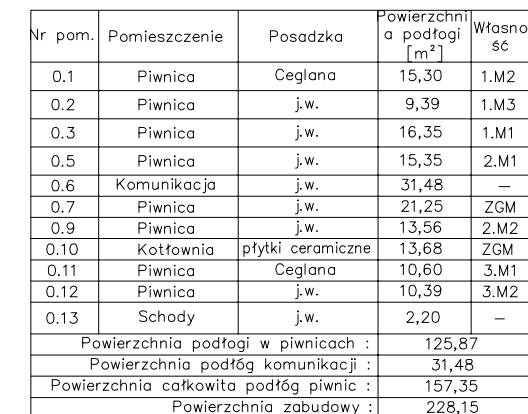 Nr pom. Pomieszczenie Posadzka Powierzchni a podłogi [m²] Własno ść
0.1 Piwnica Ceglana 15,30 1.M2
0.2 Piwnica j.w. 9,39 1.M3
0.3 Piwnica j.w. 16,35 1.M1
0.5 Piwnica j.w. 15,35 2.M1
0.6 Komunikacja j.w. 31,48 –
0.7 Piwnica j.w. 21,25 ZGM
0.9 Piwnica j.w. 13,56 2.M2
0.10 Kotłownia płytki ceramiczne 13,68 ZGM
0.11 Piwnica Ceglana 10,60 3.M1
0.12 Piwnica j.w. 10,39 3.M2
0.13 Schody j.w. 2,20 –
Powierzchnia podłogi w piwnicach : 125,87
Powierzchnia podłóg komunikacji : 31,48
Powierzchnia całkowita podłóg piwnic : 157,35
Powierzchnia zabudowy : 228,15